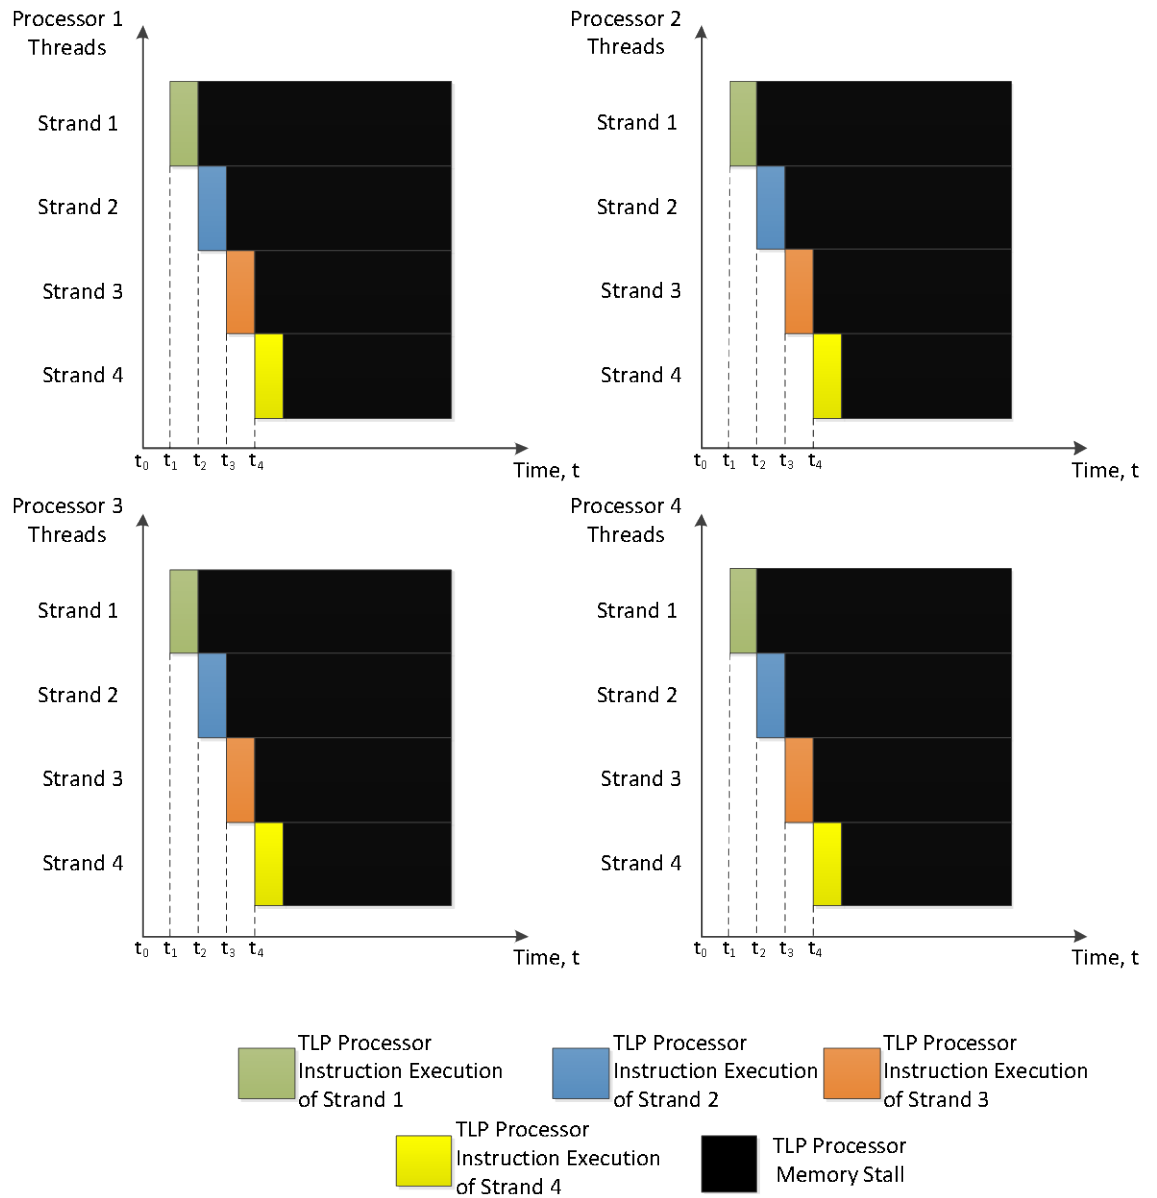 Processor 1
Threads
Strand 1
Strand 2
Strand 3
Strand 4
t₀ t₁ t₂ t₃ t₄
Time, t
Processor 2
Threads
Strand 1
Strand 2
Strand 3
Strand 4
t₀ t₁ t₂ t₃ t₄
Time, t
Processor 3
Threads
Strand 1
Strand 2
Strand 3
Strand 4
t₀ t₁ t₂ t₃ t₄
Time, t
Processor 4
Threads
Strand 1
Strand 2
Strand 3
Strand 4
t₀ t₁ t₂ t₃ t₄
Time, t
TLP Processor
Instruction Execution
of Strand 1
TLP Processor
Instruction Execution
of Strand 2
TLP Processor
Instruction Execution
of Strand 3
TLP Processor
Instruction Execution
of Strand 4
TLP Processor
Memory Stall